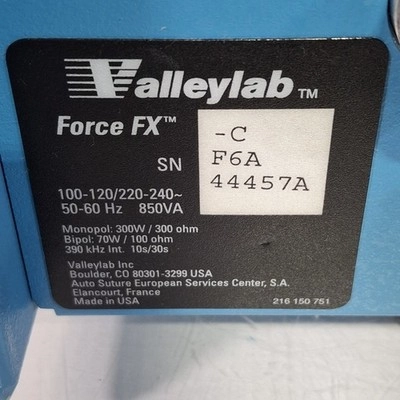 Valleylab™
Force FX™ -C
SN F6A
44457A
100-120/220-240~
50-60 Hz 850VA
Monopol: 300W / 300 ohm
Bipol: 70W / 100 ohm
390 kHz Int. 10s/30s
Valleylab Inc
Boulder, CO 80301-3299 USA
Auto Suture European Services Center, S.A.
Elancourt, France
Made in USA 216 150 751